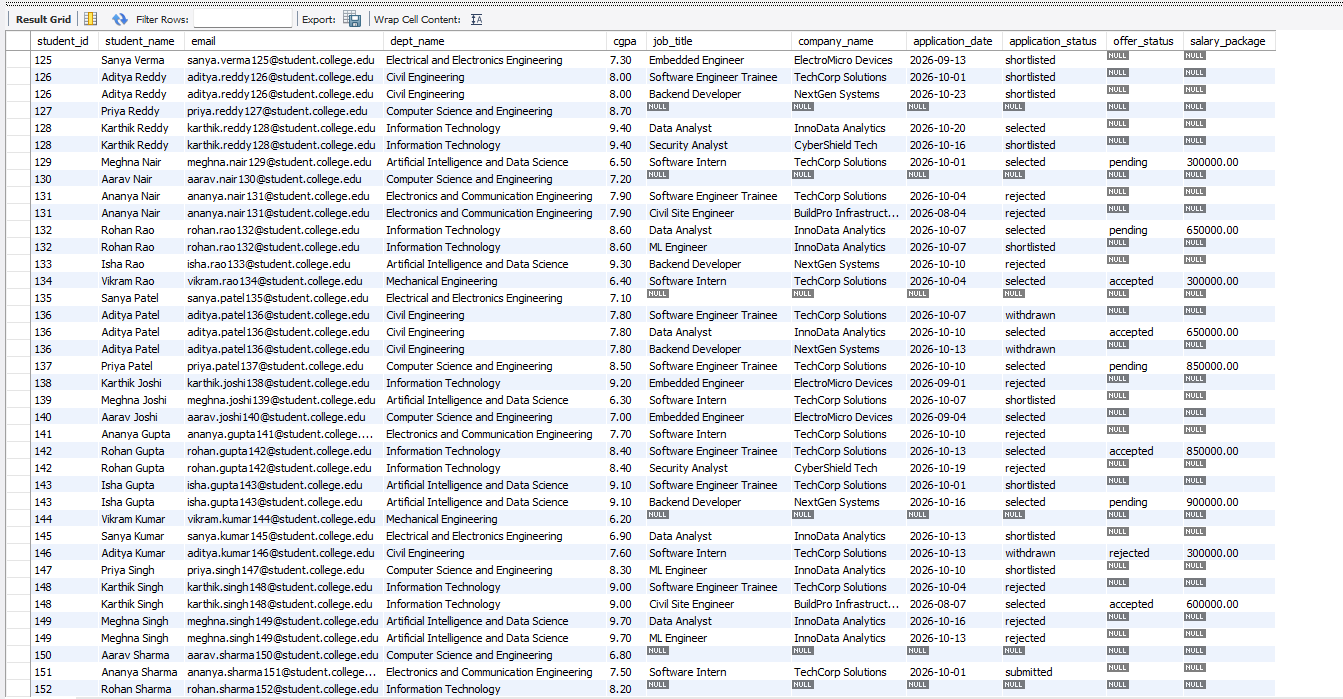 Result Grid Filter Rows: Export: Wrap Cell Content: IA
student_id student_name email dept_name cgpa job_title company_name application_date application_status offer_status salary_package
125 Sanya Verma sanya.verma125@student.college.edu Electrical and Electronics Engineering 7.30 Embedded Engineer ElectroMicro Devices 2026-09-13 shortlisted NULL NULL
126 Aditya Reddy aditya.reddy126@student.college.edu Civil Engineering 8.00 Software Engineer Trainee TechCorp Solutions 2026-10-01 shortlisted NULL NULL
126 Aditya Reddy aditya.reddy126@student.college.edu Civil Engineering 8.00 Backend Developer NextGen Systems 2026-10-23 shortlisted NULL NULL
127 Priya Reddy priya.reddy127@student.college.edu Computer Science and Engineering 8.70 NULL NULL NULL NULL NULL NULL
128 Karthik Reddy karthik.reddy128@student.college.edu Information Technology 9.40 Data Analyst InnoData Analytics 2026-10-20 selected NULL NULL
128 Karthik Reddy karthik.reddy128@student.college.edu Information Technology 9.40 Security Analyst CyberShield Tech 2026-10-16 shortlisted NULL NULL
129 Meghna Nair meghna.nair129@student.college.edu Artificial Intelligence and Data Science 6.50 Software Intern TechCorp Solutions 2026-10-01 selected pending 300000.00
130 Aarav Nair aarav.nair130@student.college.edu Computer Science and Engineering 7.20 NULL NULL NULL NULL NULL NULL
131 Ananya Nair ananya.nair131@student.college.edu Electronics and Communication Engineering 7.90 Software Engineer Trainee TechCorp Solutions 2026-10-04 rejected NULL NULL
131 Ananya Nair ananya.nair131@student.college.edu Electronics and Communication Engineering 7.90 Civil Site Engineer BuildPro Infrastruct... 2026-08-04 rejected NULL NULL
132 Rohan Rao rohan.rao132@student.college.edu Information Technology 8.60 Data Analyst InnoData Analytics 2026-10-07 selected pending 650000.00
132 Rohan Rao rohan.rao132@student.college.edu Information Technology 8.60 ML Engineer InnoData Analytics 2026-10-07 shortlisted NULL NULL
133 Isha Rao isha.rao133@student.college.edu Artificial Intelligence and Data Science 9.30 Backend Developer NextGen Systems 2026-10-10 rejected NULL NULL
134 Vikram Rao vikram.rao134@student.college.edu Mechanical Engineering 6.40 Software Intern TechCorp Solutions 2026-10-04 selected accepted 300000.00
135 Sanya Patel sanya.patel135@student.college.edu Electrical and Electronics Engineering 7.10 NULL NULL NULL NULL NULL NULL
136 Aditya Patel aditya.patel136@student.college.edu Civil Engineering 7.80 Software Engineer Trainee TechCorp Solutions 2026-10-07 withdrawn NULL NULL
136 Aditya Patel aditya.patel136@student.college.edu Civil Engineering 7.80 Data Analyst InnoData Analytics 2026-10-10 selected accepted 650000.00
136 Aditya Patel aditya.patel136@student.college.edu Civil Engineering 7.80 Backend Developer NextGen Systems 2026-10-13 withdrawn NULL NULL
137 Priya Patel priya.patel137@student.college.edu Computer Science and Engineering 8.50 Software Engineer Trainee TechCorp Solutions 2026-10-10 selected pending 850000.00
138 Karthik Joshi karthik.joshi138@student.college.edu Information Technology 9.20 Embedded Engineer ElectroMicro Devices 2026-09-01 rejected NULL NULL
139 Meghna Joshi meghna.joshi139@student.college.edu Artificial Intelligence and Data Science 6.30 Software Intern TechCorp Solutions 2026-10-07 shortlisted NULL NULL
140 Aarav Joshi aarav.joshi140@student.college.edu Computer Science and Engineering 7.00 Embedded Engineer ElectroMicro Devices 2026-09-04 selected NULL NULL
141 Ananya Gupta ananya.gupta141@student.college.... Electronics and Communication Engineering 7.70 Software Intern TechCorp Solutions 2026-10-10 rejected NULL NULL
142 Rohan Gupta rohan.gupta142@student.college.edu Information Technology 8.40 Software Engineer Trainee TechCorp Solutions 2026-10-13 selected accepted 850000.00
142 Rohan Gupta rohan.gupta142@student.college.edu Information Technology 8.40 Security Analyst CyberShield Tech 2026-10-19 rejected NULL NULL
143 Isha Gupta isha.gupta143@student.college.edu Artificial Intelligence and Data Science 9.10 Software Engineer Trainee TechCorp Solutions 2026-10-01 shortlisted NULL NULL
143 Isha Gupta isha.gupta143@student.college.edu Artificial Intelligence and Data Science 9.10 Backend Developer NextGen Systems 2026-10-16 selected pending 900000.00
144 Vikram Kumar vikram.kumar144@student.college.edu Mechanical Engineering 6.20 NULL NULL NULL NULL NULL NULL
145 Sanya Kumar sanya.kumar145@student.college.edu Electrical and Electronics Engineering 6.90 Data Analyst InnoData Analytics 2026-10-13 shortlisted NULL NULL
146 Aditya Kumar aditya.kumar146@student.college.edu Civil Engineering 7.60 Software Intern TechCorp Solutions 2026-10-13 withdrawn rejected 300000.00
147 Priya Singh priya.singh147@student.college.edu Computer Science and Engineering 8.30 ML Engineer InnoData Analytics 2026-10-10 shortlisted NULL NULL
148 Karthik Singh karthik.singh148@student.college.edu Information Technology 9.00 Software Engineer Trainee TechCorp Solutions 2026-10-04 rejected NULL NULL
148 Karthik Singh karthik.singh148@student.college.edu Information Technology 9.00 Civil Site Engineer BuildPro Infrastruct... 2026-08-07 selected accepted 600000.00
149 Meghna Singh meghna.singh149@student.college.edu Artificial Intelligence and Data Science 9.70 Data Analyst InnoData Analytics 2026-10-16 rejected NULL NULL
149 Meghna Singh meghna.singh149@student.college.edu Artificial Intelligence and Data Science 9.70 ML Engineer InnoData Analytics 2026-10-13 rejected NULL NULL
150 Aarav Sharma aarav.sharma150@student.college.edu Computer Science and Engineering 6.80 NULL NULL NULL NULL NULL NULL
151 Ananya Sharma ananya.sharma151@student.college... Electronics and Communication Engineering 7.50 Software Intern TechCorp Solutions 2026-10-01 submitted NULL NULL
152 Rohan Sharma rohan.sharma152@student.college.edu Information Technology 8.20 NULL NULL NULL NULL NULL NULL